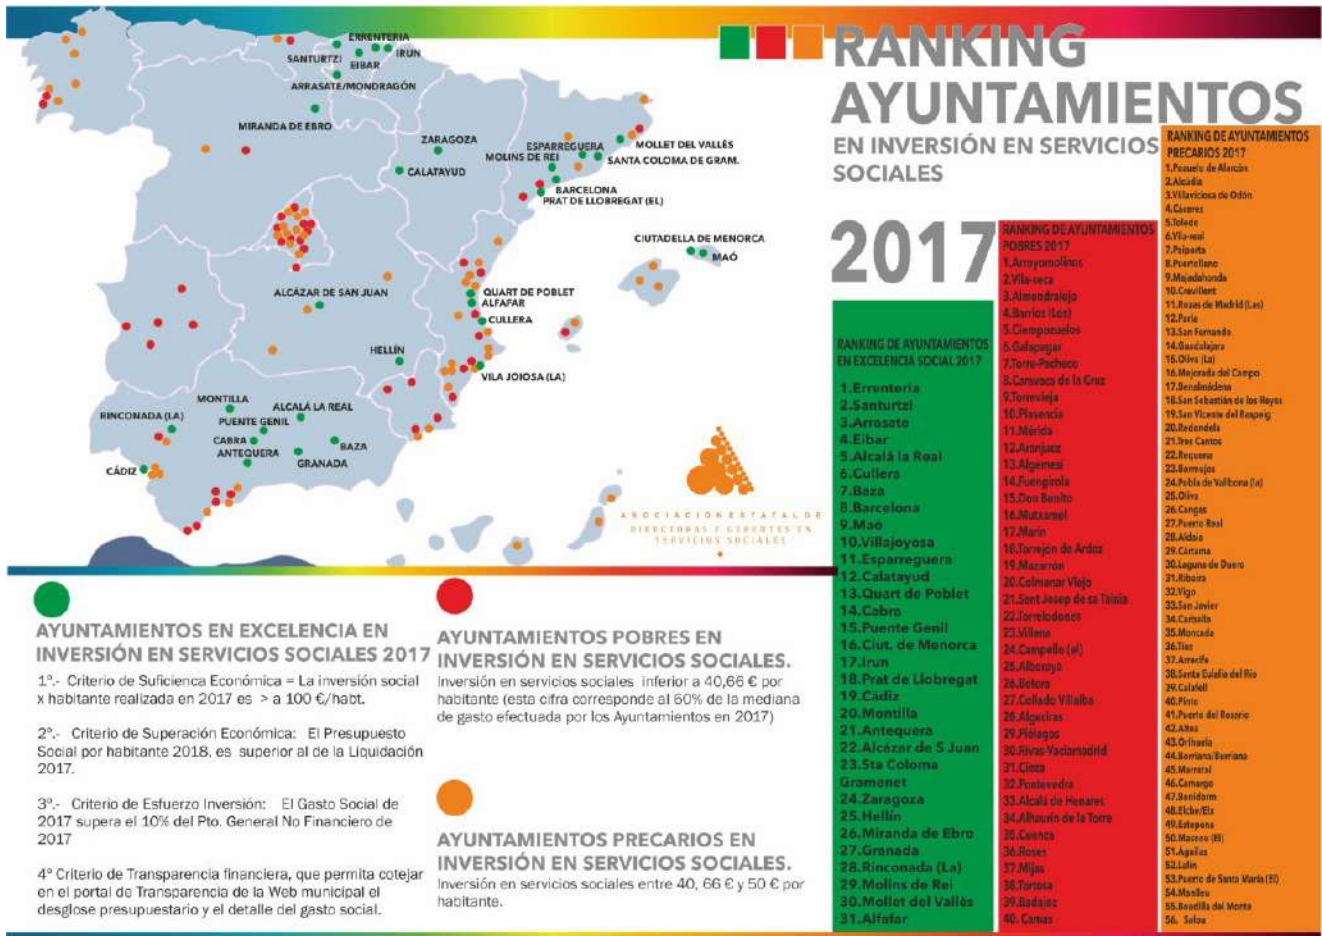 RANKING
AYUNTAMIENTOS
EN INVERSIÓN EN SERVICIOS
SOCIALES
2017
ERRENTERIA
SANTURTZI
IRUN
EIBAR
ARRASATE/MONDRAGÓN
MIRANDA DE EBRO
ZARAGOZA
CALATAYUD
ESPARREGUERA
MOLINS DE REI
MOLLET DEL VALLÈS
SANTA COLOMA DE GRAM.
BARCELONA
PRAT DE LLOBREGAT (EL)
CIUTADELLA DE MENORCA
MAÓ
ALCÁZAR DE SAN JUAN
QUART DE POBLET
ALFAFAR
CULLERA
HELLÍN
VILA JOIOSA (LA)
MONTILLA
RINCONADA (LA)
ALCALÁ LA REAL
PUENTE GENIL
CABRA
BAZA
ANTEQUERA
GRANADA
CÁDIZ
ASOCIACIÓN ESTATAL DE
DIRECTORAS Y GERENTES EN
SERVICIOS SOCIALES
AYUNTAMIENTOS EN EXCELENCIA EN
INVERSIÓN EN SERVICIOS SOCIALES 2017
1º.- Criterio de Suficienca Económica = La inversión social
x habitante realizada en 2017 es > a 100 €/habt.
2º.- Criterio de Superación Económica: El Presupuesto
Social por habitante 2018, es superior al de la Liquidación
2017.
3º.- Criterio de Esfuerzo Inversión: El Gasto Social de
2017 supera el 10% del Pto. General No Financiero de
2017
4º Criterio de Transparencia financiera, que permita cotejar
en el portal de Transparencia de la Web municipal el
desglose presupuestario y el detalle del gasto social.
AYUNTAMIENTOS POBRES EN
INVERSIÓN EN SERVICIOS SOCIALES.
Inversión en servicios sociales inferior a 40,66 € por
habitante (esta cifra corresponde al 60% de la mediana
de gasto efectuada por los Ayuntamientos en 2017)
AYUNTAMIENTOS PRECARIOS EN
INVERSIÓN EN SERVICIOS SOCIALES.
Inversión en servicios sociales entre 40, 66 € y 50 € por
habitante.
RANKING DE AYUNTAMIENTOS
EN EXCELENCIA SOCIAL 2017
1.Errenteria
2.Santurtzi
3.Arrasate
4.Eibar
5.Alcalá la Real
6.Cullera
7.Baza
8.Barcelona
9.Maó
10.Villajoyosa
11.Esparreguera
12.Calatayud
13.Quart de Poblet
14.Cabra
15.Puente Genil
16.Ciut. de Menorca
17.Irun
18.Prat de Llobregat
19.Cádiz
20.Montilla
21.Antequera
22.Alcázar de S Juan
23.Sta Coloma
Gramenet
24.Zaragoza
25.Hellín
26.Miranda de Ebro
27.Granada
28.Rinconada (La)
29.Molins de Rei
30.Mollet del Vallès
31.Alfafar
RANKING DE AYUNTAMIENTOS
POBRES 2017
1.Arroyomolinos
2.Vila-seca
3.Almendralejo
4.Barrios (Los)
5.Ciempozuelos
6.Galapagar
7.Torre-Pacheco
8.Caravaca de la Cruz
9.Torrevieja
10.Plasencia
11.Mérida
12.Aranjuez
13.Algemesí
14.Fuengirola
15.Don Benito
16.Mutxamel
17.Marín
18.Torrejón de Ardoz
19.Mazarrón
20.Colmenar Viejo
21.Sant Josep de sa Talaia
22.Torrelodones
23.Villena
24.Campello (el)
25.Alboraya
26.Bétera
27.Collado Villalba
28.Algeciras
29.Piélagos
30.Rivas-Vaciamadrid
31.Cieza
32.Pontevedra
33.Alcalá de Henares
34.Alhaurín de la Torre
35.Cuenca
36.Roses
37.Mijas
38.Tortosa
39.Badajoz
40. Camas
RANKING DE AYUNTAMIENTOS
PRECARIOS 2017
1.Pozuelo de Alarcón
2.Alcúdia
3.Villaviciosa de Odón
4.Cáceres
5.Toledo
6.Vila-real
7.Paiporta
8.Puertollano
9.Majadahonda
10.Crevillent
11.Rozas de Madrid (Las)
12.Parla
13.San Fernando
14.Guadalajara
15.Oliva (La)
16.Mejorada del Campo
17.Benalmádena
18.San Sebastián de los Reyes
19.San Vicente del Raspeig
20.Redondela
21.Tres Cantos
22.Requena
23.Bormujos
24.Pobla de Vallbona (la)
25.Oliva
26.Cangas
27.Puerto Real
28.Aldaia
29.Cártama
30.Laguna de Duero
31.Ribeira
32.Vigo
33.San Javier
34.Carballo
35.Moncada
36.Tías
37.Arrecife
38.Santa Eulalia del Río
39.Calafell
40.Pinto
41.Puerto del Rosario
42.Altea
43.Orihuela
44.Borriana/Burriana
45.Marratxí
46.Camargo
47.Benidorm
48.Elche/Elx
49.Estepona
50.Masnou (El)
51.Águilas
52.Lalín
53.Puerto de Santa María (El)
54.Manlleu
55.Boadilla del Monte
56. Salou